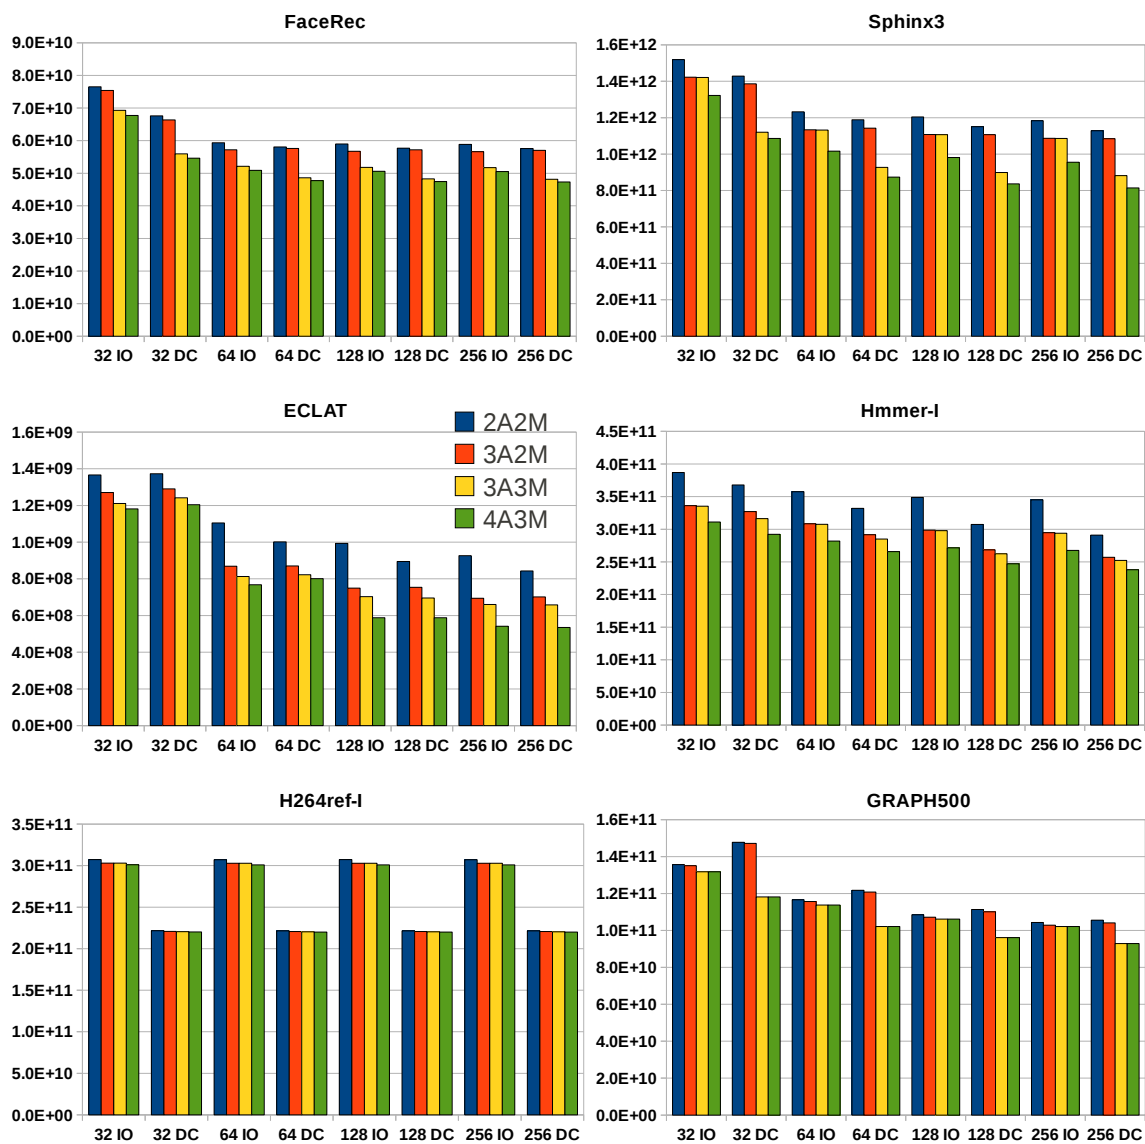 FaceRec
9.0E+10
8.0E+10
7.0E+10
6.0E+10
5.0E+10
4.0E+10
3.0E+10
2.0E+10
1.0E+10
0.0E+00
32 IO 32 DC 64 IO 64 DC 128 IO 128 DC 256 IO 256 DC
Sphinx3
1.6E+12
1.4E+12
1.2E+12
1.0E+12
8.0E+11
6.0E+11
4.0E+11
2.0E+11
0.0E+00
32 IO 32 DC 64 IO 64 DC 128 IO 128 DC 256 IO 256 DC
ECLAT
1.6E+09
1.4E+09
1.2E+09
1.0E+09
8.0E+08
6.0E+08
4.0E+08
2.0E+08
0.0E+00
32 IO 32 DC 64 IO 64 DC 128 IO 128 DC 256 IO 256 DC
2A2M
3A2M
3A3M
4A3M
Hmmer-I
4.5E+11
4.0E+11
3.5E+11
3.0E+11
2.5E+11
2.0E+11
1.5E+11
1.0E+11
5.0E+10
0.0E+00
32 IO 32 DC 64 IO 64 DC 128 IO 128 DC 256 IO 256 DC
H264ref-I
3.5E+11
3.0E+11
2.5E+11
2.0E+11
1.5E+11
1.0E+11
5.0E+10
0.0E+00
32 IO 32 DC 64 IO 64 DC 128 IO 128 DC 256 IO 256 DC
GRAPH500
1.6E+11
1.4E+11
1.2E+11
1.0E+11
8.0E+10
6.0E+10
4.0E+10
2.0E+10
0.0E+00
32 IO 32 DC 64 IO 64 DC 128 IO 128 DC 256 IO 256 DC